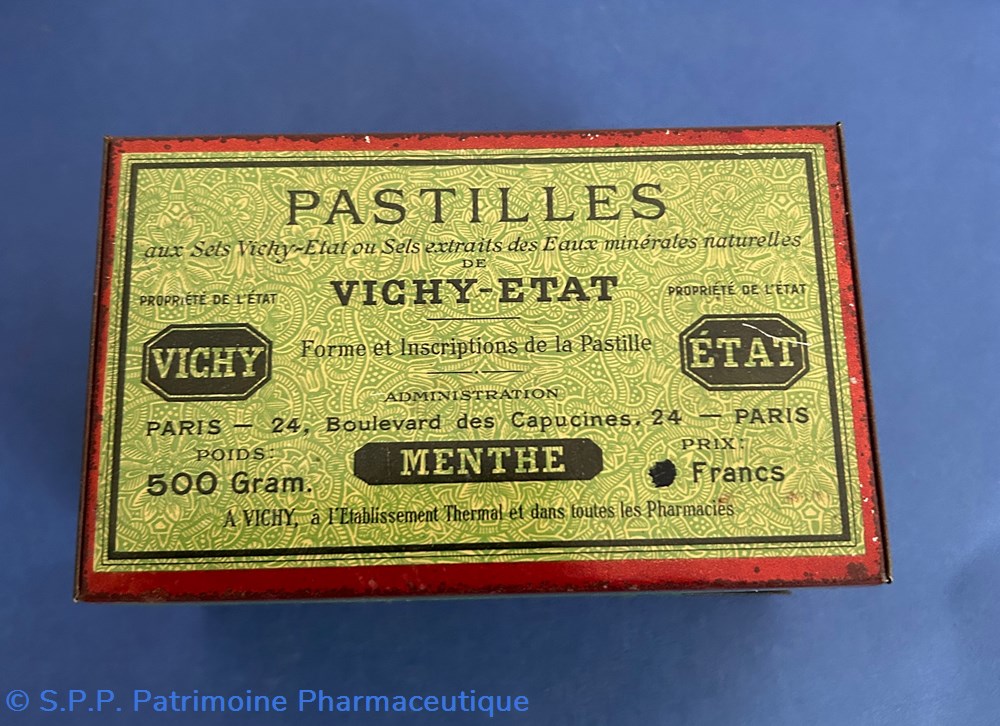 PASTILLES
aux Sels Vichy-Etat ou Sels extraits des Eaux minérales naturelles
DE
VICHY-ETAT
PROPRIÉTÉ DE L'ÉTAT
PROPRIÉTÉ DE L'ÉTAT
VICHY
Forme et Inscriptions de la Pastille
ÉTAT
ADMINISTRATION
PARIS — 24, Boulevard des Capucines, 24 — PARIS
POIDS:
500 Gram.
MENTHE
PRIX:
Francs
A VICHY, à l'Etablissement Thermal et dans toutes les Pharmacies
© S.P.P. Patrimoine Pharmaceutique